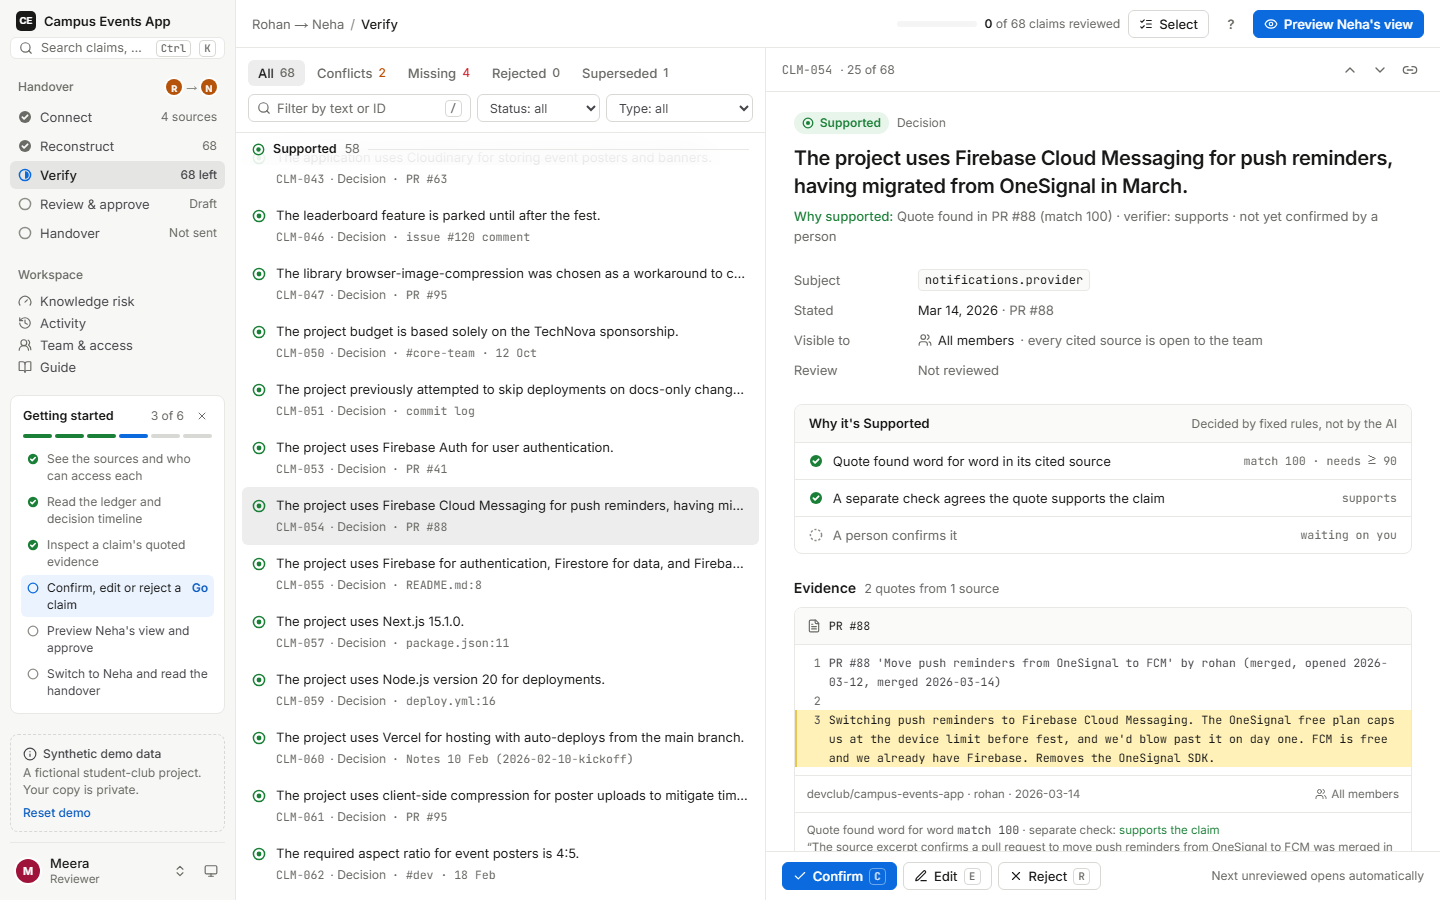 CE Campus Events App
Search claims, ... Ctrl K
Handover R → N
Connect 4 sources
Reconstruct 68
Verify 68 left
Review & approve Draft
Handover Not sent
Workspace
Knowledge risk
Activity
Team & access
Guide
Getting started 3 of 6
See the sources and who
can access each
Read the ledger and
decision timeline
Inspect a claim's quoted
evidence
Confirm, edit or reject a Go
claim
Preview Neha's view and
approve
Switch to Neha and read the
handover
Synthetic demo data
A fictional student-club project.
Your copy is private.
Reset demo
M Meera
Reviewer
Rohan → Neha / Verify
0 of 68 claims reviewed Select ? Preview Neha's view
All 68 Conflicts 2 Missing 4 Rejected 0 Superseded 1
Filter by text or ID / Status: all Type: all
Supported 58
The application uses Cloudinary for storing event posters and banners.
CLM-043 · Decision · PR #63
The leaderboard feature is parked until after the fest.
CLM-046 · Decision · issue #120 comment
The library browser-image-compression was chosen as a workaround to c...
CLM-047 · Decision · PR #95
The project budget is based solely on the TechNova sponsorship.
CLM-050 · Decision · #core-team · 12 Oct
The project previously attempted to skip deployments on docs-only chang...
CLM-051 · Decision · commit log
The project uses Firebase Auth for user authentication.
CLM-053 · Decision · PR #41
The project uses Firebase Cloud Messaging for push reminders, having mi...
CLM-054 · Decision · PR #88
The project uses Firebase for authentication, Firestore for data, and Fireba...
CLM-055 · Decision · README.md:8
The project uses Next.js 15.1.0.
CLM-057 · Decision · package.json:11
The project uses Node.js version 20 for deployments.
CLM-059 · Decision · deploy.yml:16
The project uses Vercel for hosting with auto-deploys from the main branch.
CLM-060 · Decision · Notes 10 Feb (2026-02-10-kickoff)
The project uses client-side compression for poster uploads to mitigate tim...
CLM-061 · Decision · PR #95
The required aspect ratio for event posters is 4:5.
CLM-062 · Decision · #dev · 18 Feb
CLM-054 · 25 of 68
Supported Decision
The project uses Firebase Cloud Messaging for push reminders,
having migrated from OneSignal in March.
Why supported: Quote found in PR #88 (match 100) · verifier: supports · not yet confirmed by a
person
Subject notifications.provider
Stated Mar 14, 2026 · PR #88
Visible to All members · every cited source is open to the team
Review Not reviewed
Why it's Supported Decided by fixed rules, not by the AI
Quote found word for word in its cited source match 100 · needs ≥ 90
A separate check agrees the quote supports the claim supports
A person confirms it waiting on you
Evidence 2 quotes from 1 source
PR #88
1 PR #88 'Move push reminders from OneSignal to FCM' by rohan (merged, opened 2026-
03-12, merged 2026-03-14)
2
3 Switching push reminders to Firebase Cloud Messaging. The OneSignal free plan caps
us at the device limit before fest, and we'd blow past it on day one. FCM is free
and we already have Firebase. Removes the OneSignal SDK.
devclub/campus-events-app · rohan · 2026-03-14 All members
Quote found word for word match 100 · separate check: supports the claim
“The source excerpt confirms a pull request to move push reminders from OneSignal to FCM was merged in
Confirm C Edit E Reject R Next unreviewed opens automatically